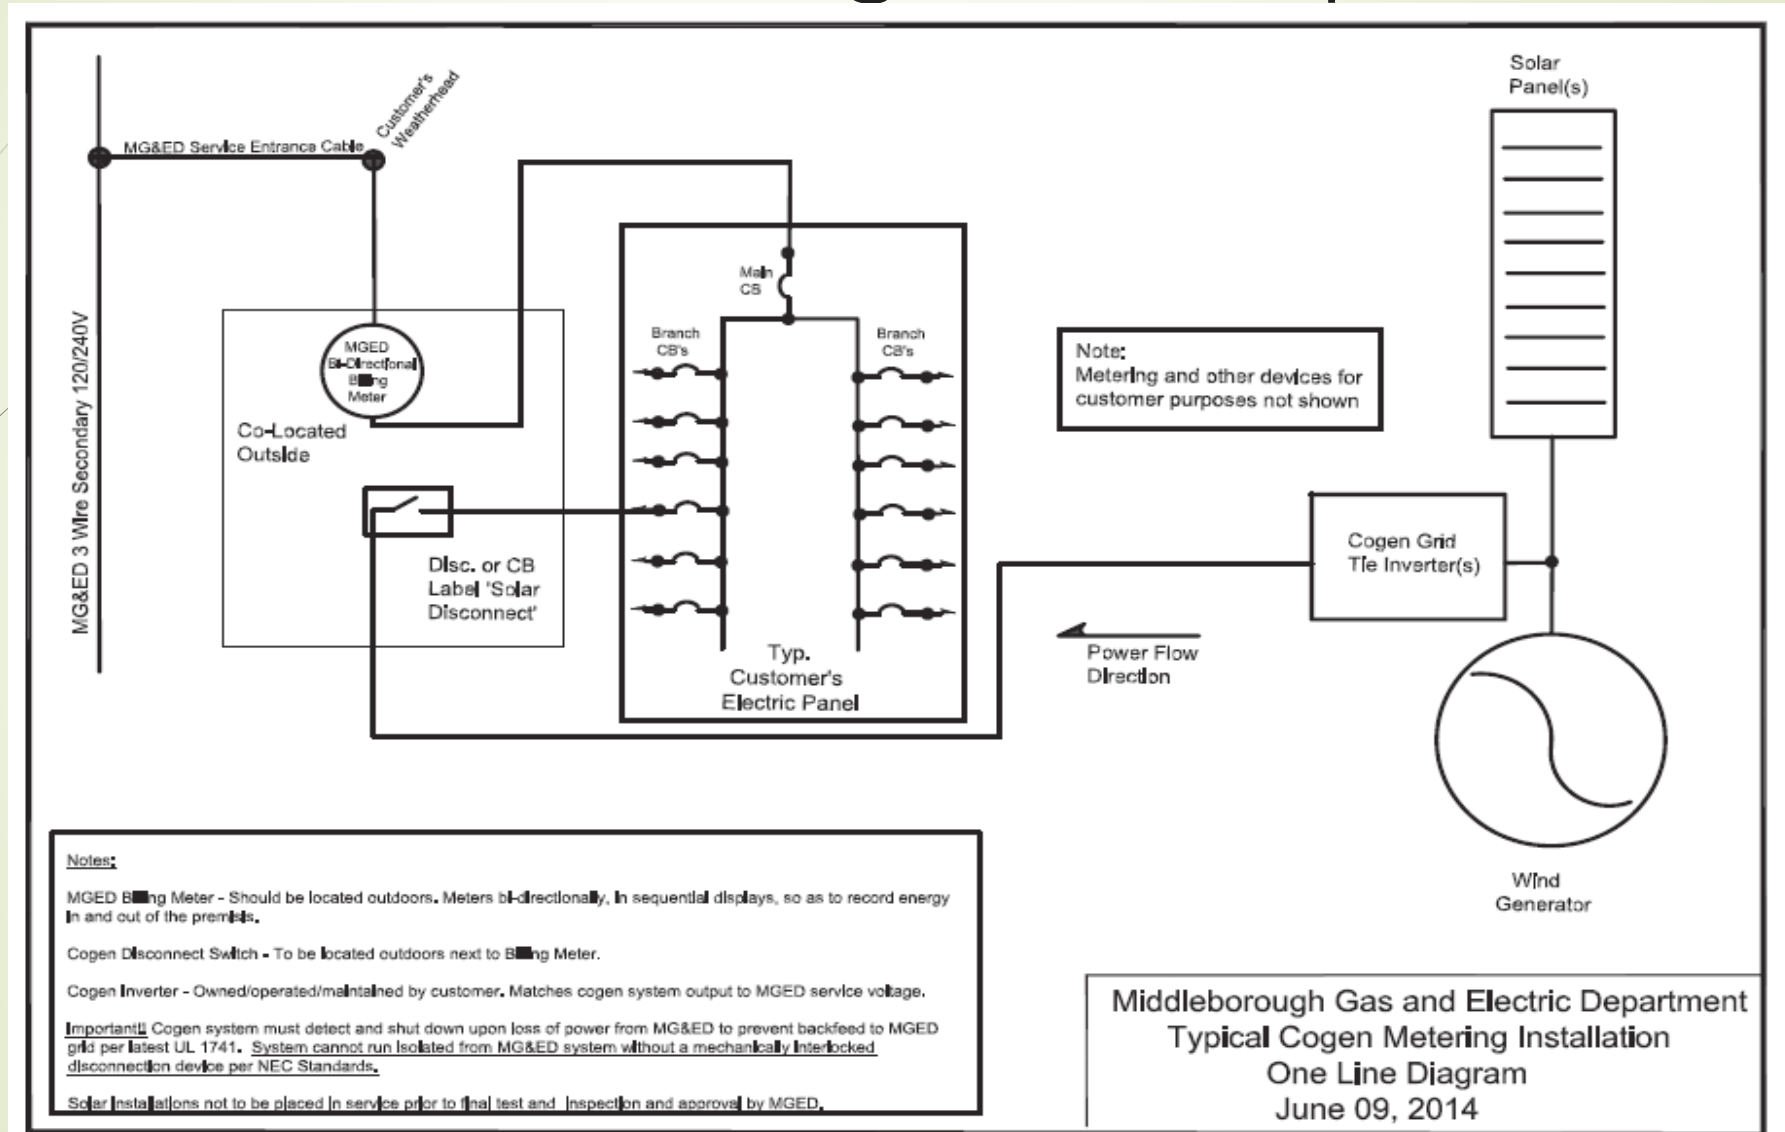 Solar
Panel(s)
Customer's
Weatherhead
MG&ED Service Entrance Cable
Main
CB
MG&ED 3 Wire Secondary 120/240V
Branch
CB's
Branch
CB's
MGED
Bi-Directional
Billing
Meter
Note:
Metering and other devices for
customer purposes not shown
Co-Located
Outside
Cogen Grid
Tie Inverter(s)
Disc. or CB
Label 'Solar
Disconnect'
Typ.
Customer's
Electric Panel
Power Flow
Direction
Wind
Generator
Notes:
MGED Billing Meter - Should be located outdoors. Meters bi-directionally, in sequential displays, so as to record energy
in and out of the premisis.
Cogen Disconnect Switch - To be located outdoors next to Billing Meter.
Cogen Inverter - Owned/operated/maintained by customer. Matches cogen system output to MGED service voltage.
Important!! Cogen system must detect and shut down upon loss of power from MG&ED to prevent backfeed to MGED
grid per latest UL 1741. System cannot run isolated from MG&ED system without a mechanically interlocked
disconnection device per NEC Standards.
Solar installations not to be placed in service prior to final test and inspection and approval by MGED.
Middleborough Gas and Electric Department
Typical Cogen Metering Installation
One Line Diagram
June 09, 2014